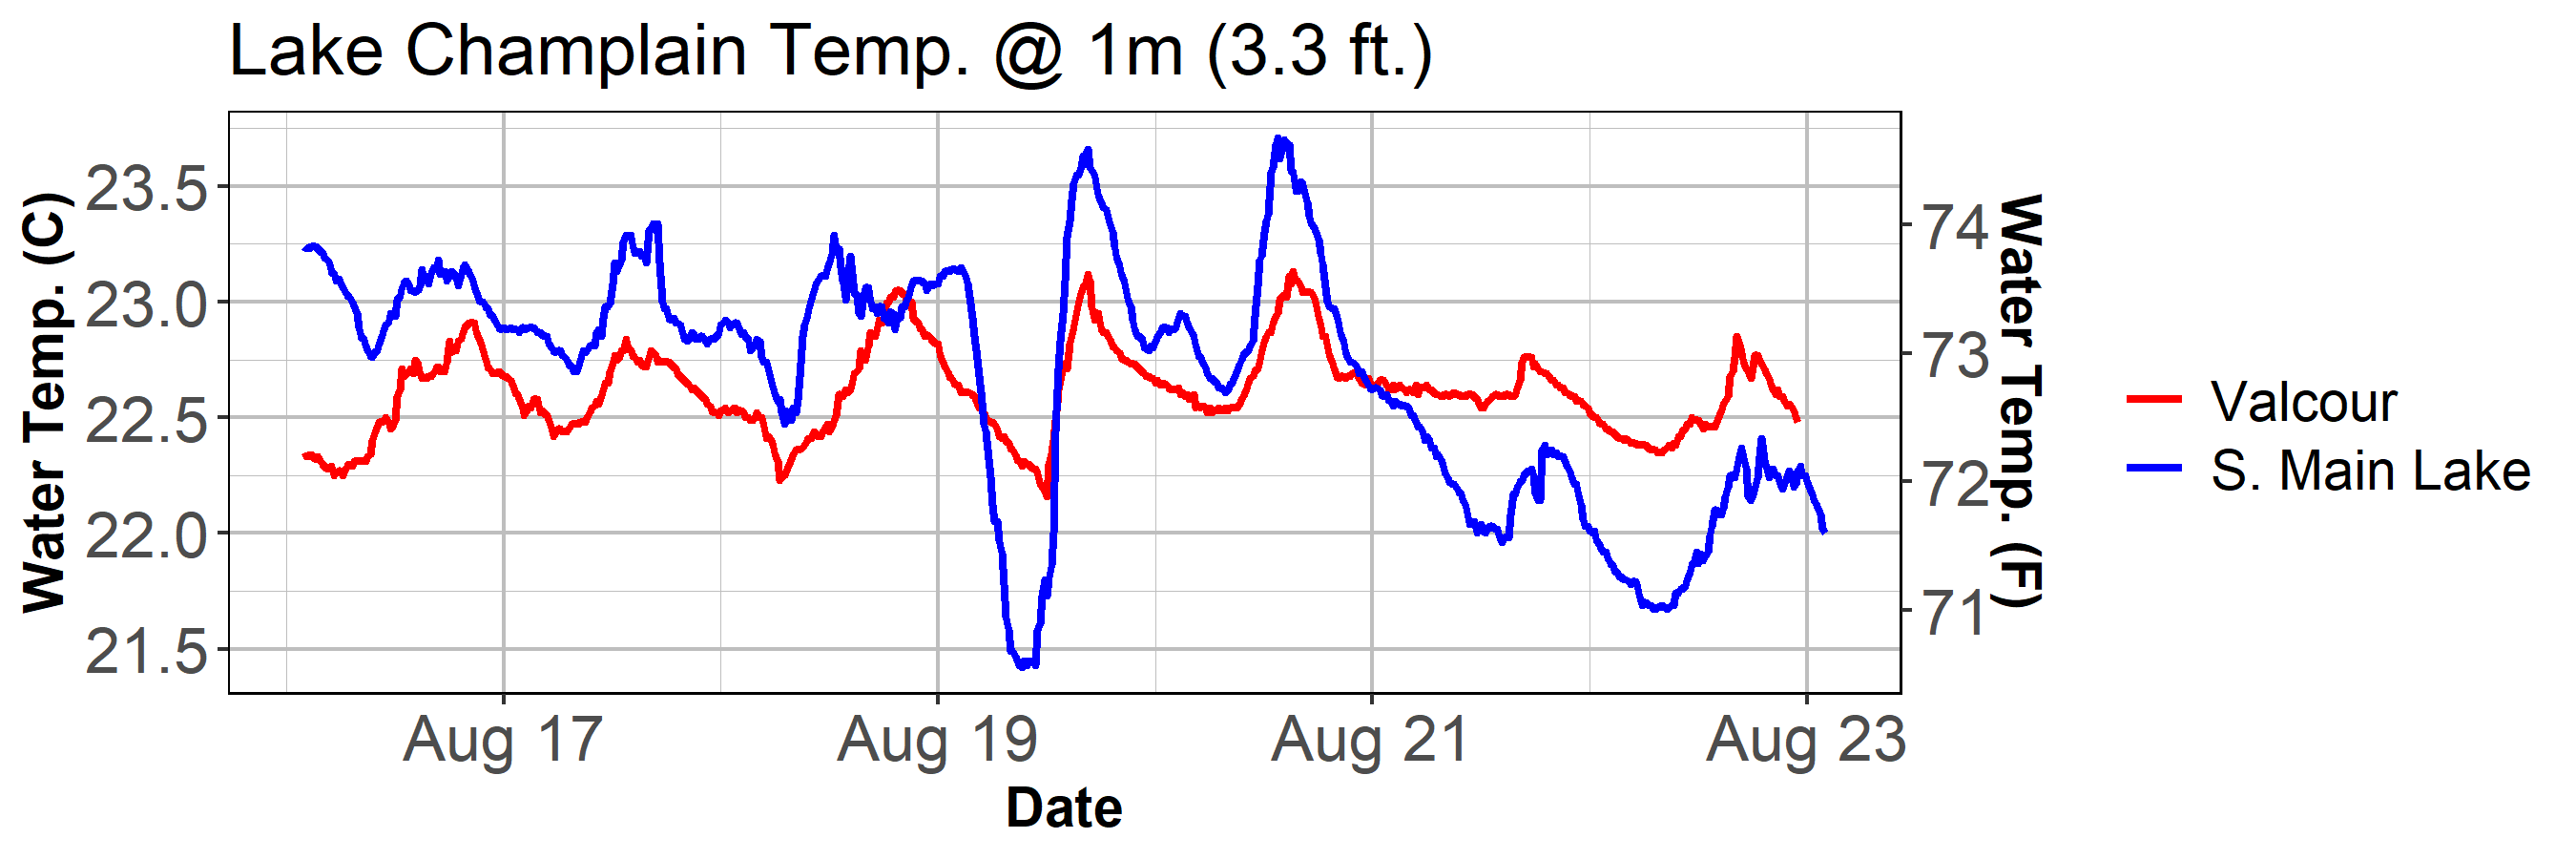 Lake Champlain Temp. @ 1m (3.3 ft.)
Water Temp. (C)
23.5
23.0
22.5
22.0
21.5
74
73
72
71
Water Temp. (F)
Aug 17
Aug 19
Aug 21
Aug 23
Date
Valcour
S. Main Lake